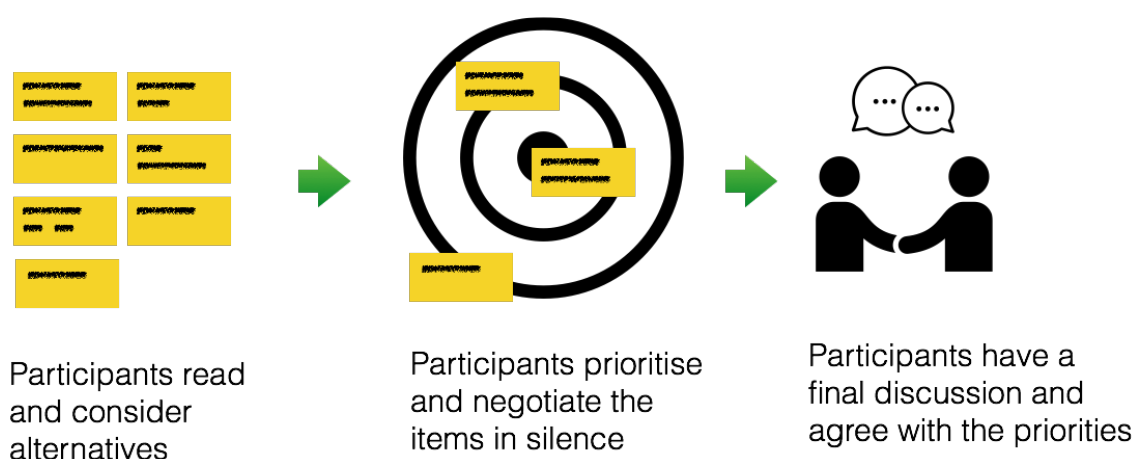 Participants read
and consider
alternatives
Participants prioritise
and negotiate the
items in silence
Participants have a
final discussion and
agree with the priorities